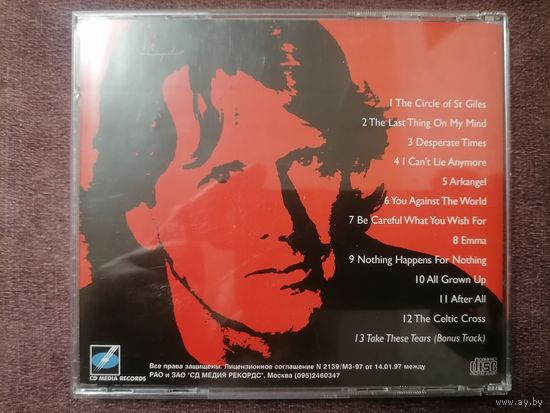 1 The Circle of St Giles
2 The Last Thing On My Mind
3 Desperate Times
4 I Can't Lie Anymore
5 Arkangel
6 You Against The World
7 Be Careful What You Wish For
8 Emma
9 Nothing Happens For Nothing
10 All Grown Up
11 After All
12 The Celtic Cross
13 Take These Tears (Bonus Track)
CD MEDIA RECORDS
Все права защищены. Лицензионное соглашение N 2139/МЗ-97 от 14.01.97 между
РАО и ЗАО "СД МЕДИА РЕКОРДС", Москва (095)2460347
COMPACT
disc
www.ay.by